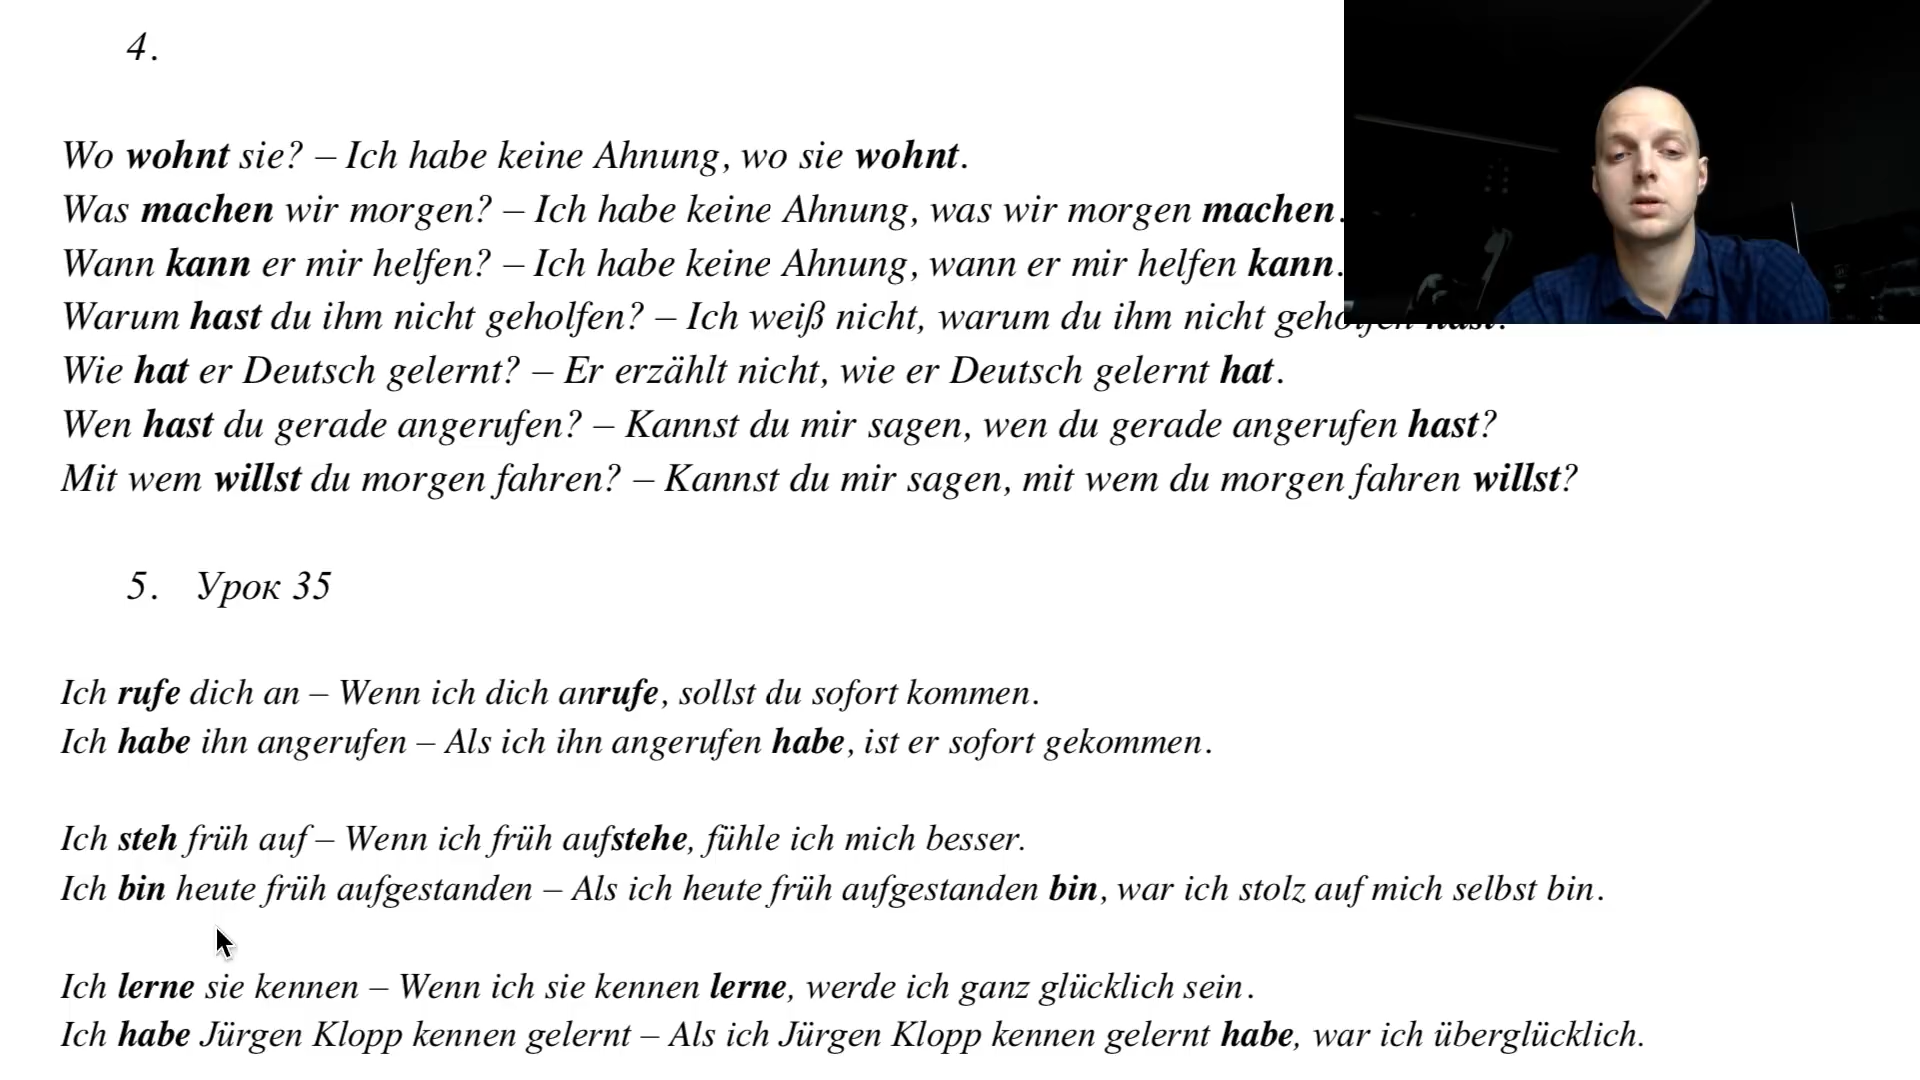 4.
Wo wohnt sie? – Ich habe keine Ahnung, wo sie wohnt.
Was machen wir morgen? – Ich habe keine Ahnung, was wir morgen machen.
Wann kann er mir helfen? – Ich habe keine Ahnung, wann er mir helfen kann.
Warum hast du ihm nicht geholfen? – Ich weiß nicht, warum du ihm nicht geholfen hast.
Wie hat er Deutsch gelernt? – Er erzählt nicht, wie er Deutsch gelernt hat.
Wen hast du gerade angerufen? – Kannst du mir sagen, wen du gerade angerufen hast?
Mit wem willst du morgen fahren? – Kannst du mir sagen, mit wem du morgen fahren willst?
5. Урок 35
Ich rufe dich an – Wenn ich dich anrufe, sollst du sofort kommen.
Ich habe ihn angerufen – Als ich ihn angerufen habe, ist er sofort gekommen.
Ich steh früh auf – Wenn ich früh aufstehe, fühle ich mich besser.
Ich bin heute früh aufgestanden – Als ich heute früh aufgestanden bin, war ich stolz auf mich selbst bin.
Ich lerne sie kennen – Wenn ich sie kennen lerne, werde ich ganz glücklich sein.
Ich habe Jürgen Klopp kennen gelernt – Als ich Jürgen Klopp kennen gelernt habe, war ich überglücklich.